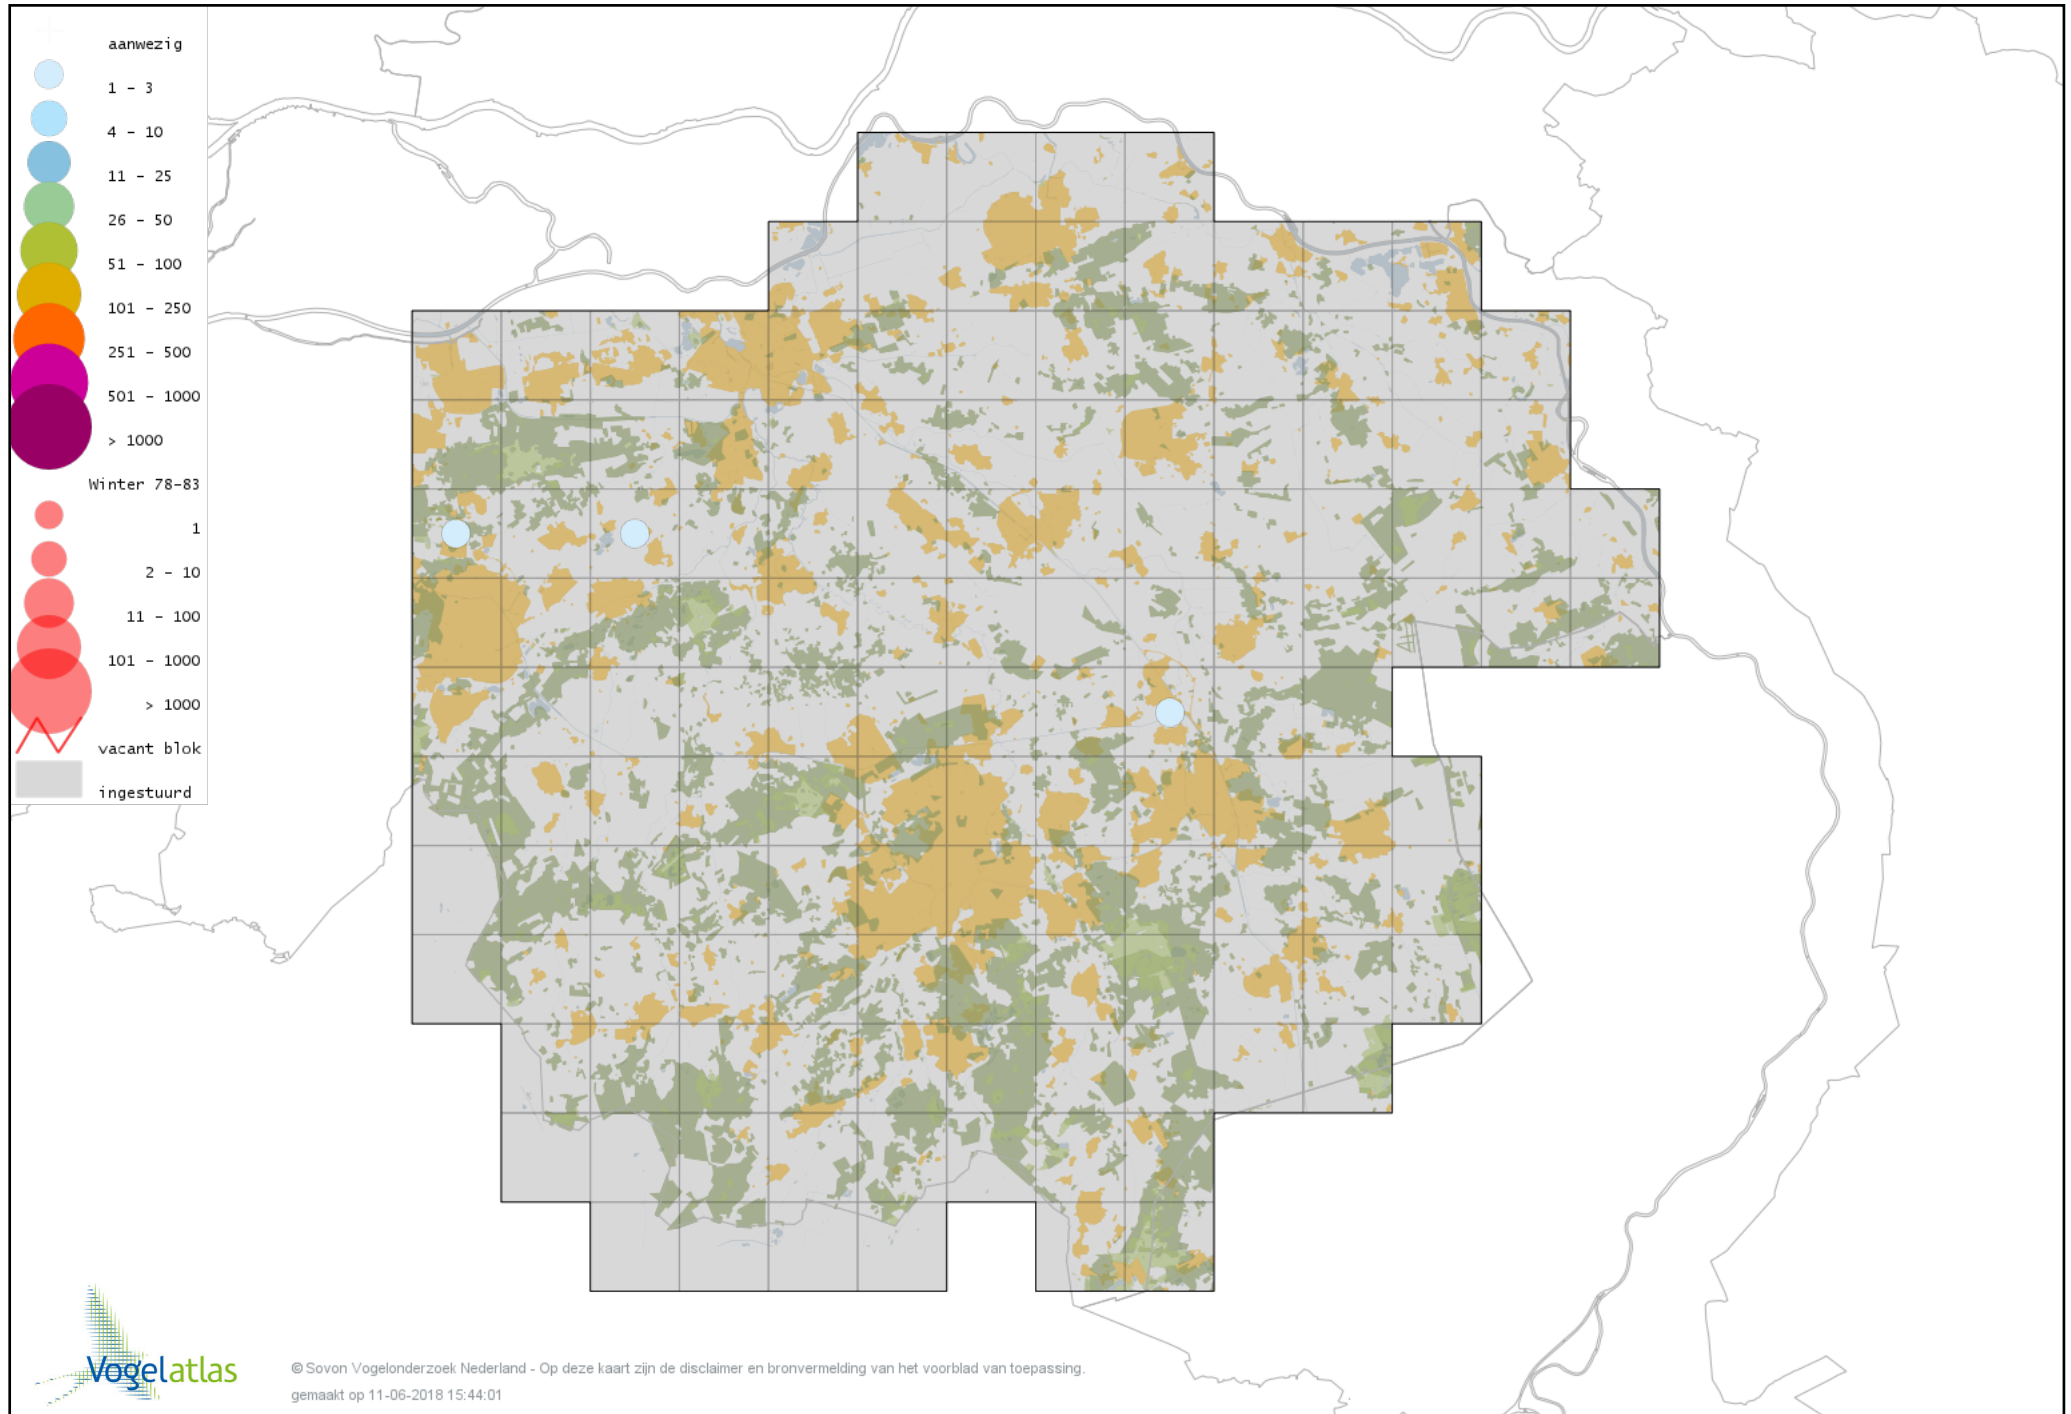 aanwezig
1 - 3
4 - 10
11 - 25
26 - 50
51 - 100
101 - 250
251 - 500
501 - 1000
> 1000
Winter 78-83
1
2 - 10
11 - 100
101 - 1000
> 1000
vacant blok
ingestuurd
Vogelatlas
© Sovon Vogelonderzoek Nederland - Op deze kaart zijn de disclaimer en bronvermelding van het voorblad van toepassing.
gemaakt op 11-06-2018 15:44:01